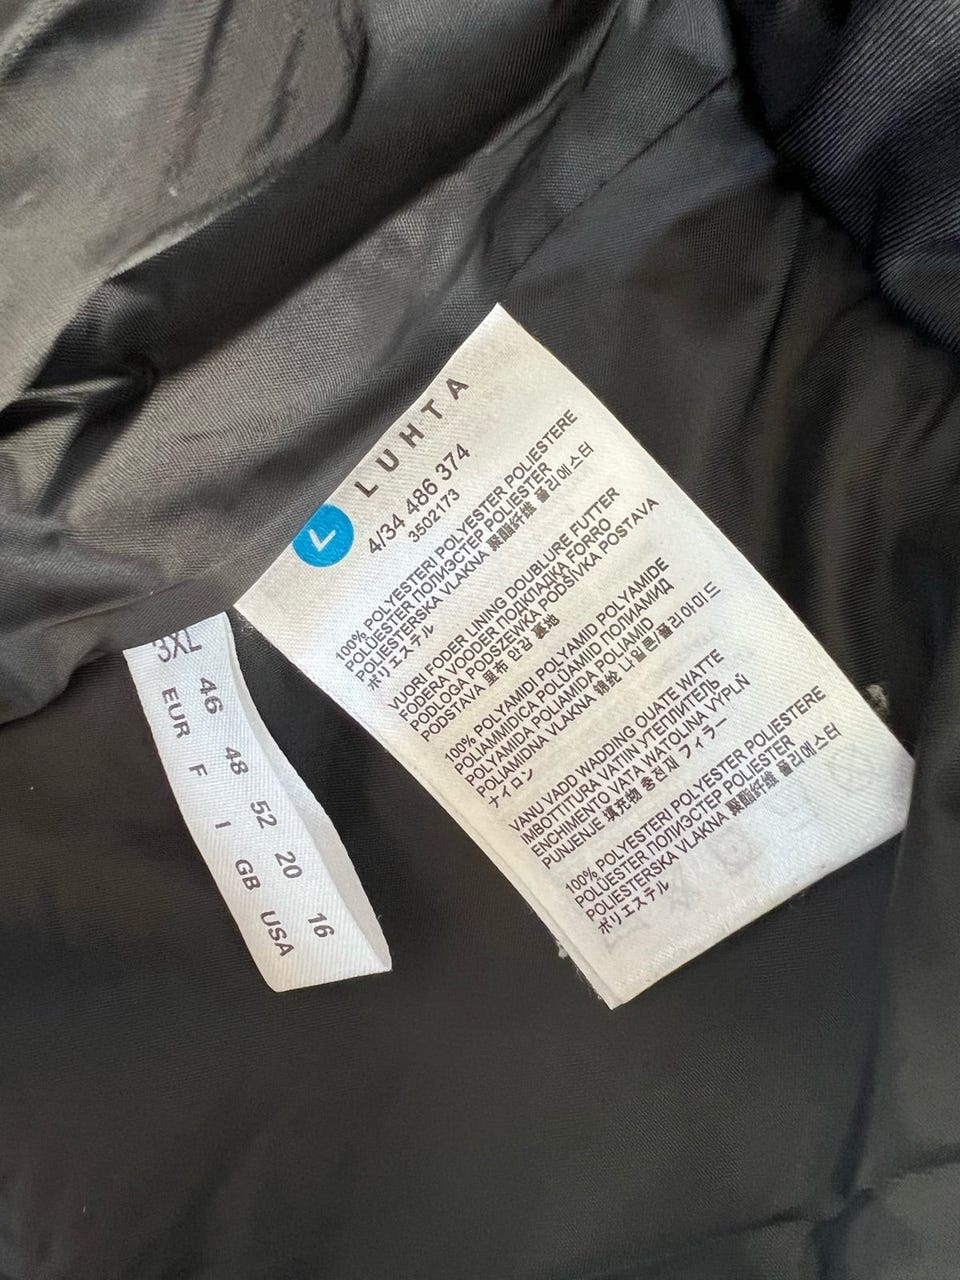 LUHTA
4/34 486 374
3502173
100% POLYESTERI POLYESTER POLIESTERE
POLÜESTER ПОЛИЭСТЕР POLIESTER
POLIESTERSKA VLAKNA 聚酯纤维 폴리에스터
ポリエステル
VUORI FODER LINING DOUBLURE FUTTER
FODERA VOODER ПОДКЛАДКА FORRO
PODLOGA PODSZEWKA PODŠÍVKA POSTAVA
PODSTAVA 里布 안감 裏地
100% POLYAMIDI POLYAMID POLYAMIDE
POLIAMMIDICA POLÜAMID ПОЛИАМИД
POLYAMIDA POLIAMIDA POLIAMID
POLIAMIDNA VLAKNA 锦纶 나일론/폴리아미드
ナイロン
VANU VADD WADDING OUATE WATTE
IMBOTTITURA VATIIN УТЕПЛИТЕЛЬ
ENCHIMENTO VATA WATOLINA VÝPLŇ
PUNJENJE 填充物 충전재 フィラー
100% POLYESTERI POLYESTER POLIESTERE
POLÜESTER ПОЛИЭСТЕР POLIESTER
POLIESTERSKA VLAKNA 聚酯纤维 폴리에스터
ポリエステル
3XL
46 EUR
48 F
52 I
20 GB
16 USA